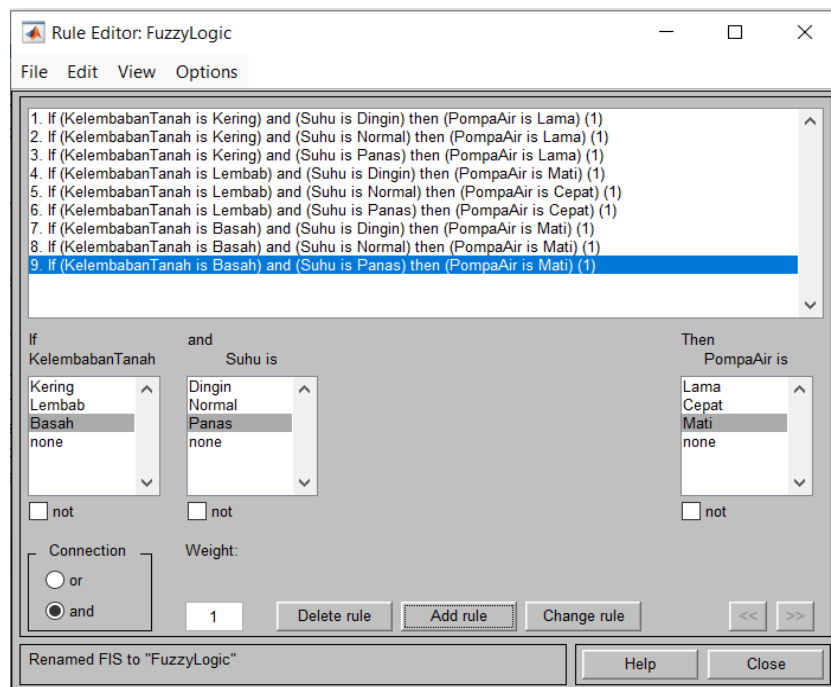 Rule Editor: FuzzyLogic
File Edit View Options
1. If (KelembabanTanah is Kering) and (Suhu is Dingin) then (PompaAir is Lama) (1)
2. If (KelembabanTanah is Kering) and (Suhu is Normal) then (PompaAir is Lama) (1)
3. If (KelembabanTanah is Kering) and (Suhu is Panas) then (PompaAir is Lama) (1)
4. If (KelembabanTanah is Lembab) and (Suhu is Dingin) then (PompaAir is Mati) (1)
5. If (KelembabanTanah is Lembab) and (Suhu is Normal) then (PompaAir is Cepat) (1)
6. If (KelembabanTanah is Lembab) and (Suhu is Panas) then (PompaAir is Cepat) (1)
7. If (KelembabanTanah is Basah) and (Suhu is Dingin) then (PompaAir is Mati) (1)
8. If (KelembabanTanah is Basah) and (Suhu is Normal) then (PompaAir is Mati) (1)
9. If (KelembabanTanah is Basah) and (Suhu is Panas) then (PompaAir is Mati) (1)
If
KelembabanTanah
Kering
Lembab
Basah
none
not
and
Suhu is
Dingin
Normal
Panas
none
not
Then
PompaAir is
Lama
Cepat
Mati
none
not
Connection
or
and
Weight:
1
Delete rule
Add rule
Change rule
<<
>>
Renamed FIS to "FuzzyLogic"
Help
Close